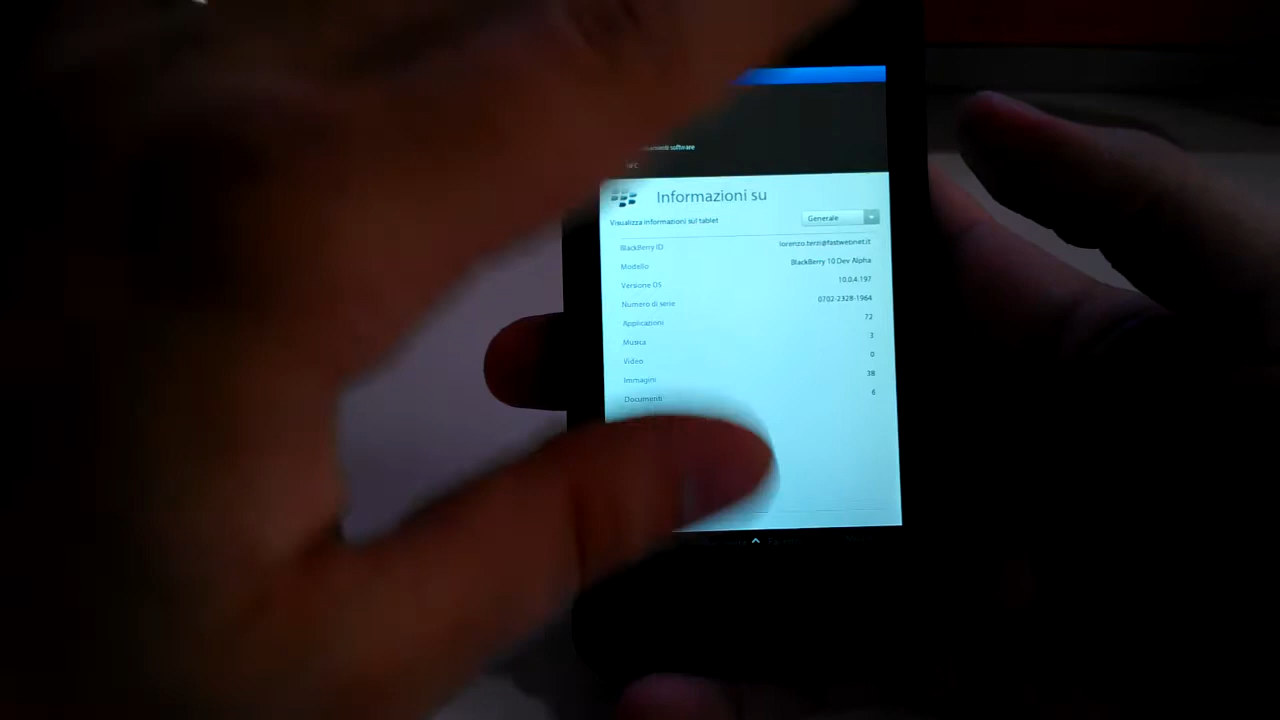 software
Informazioni su
Visualizza informazioni sul tablet Generale
BlackBerry ID lorenzo.terzi@fastwebnet.it
Modello BlackBerry 10 Dev Alpha
Versione OS 10.0.4.197
Numero di serie 0702-2328-1964
Applicazioni 72
Musica 3
Video 0
Immagini 38
Documenti 6